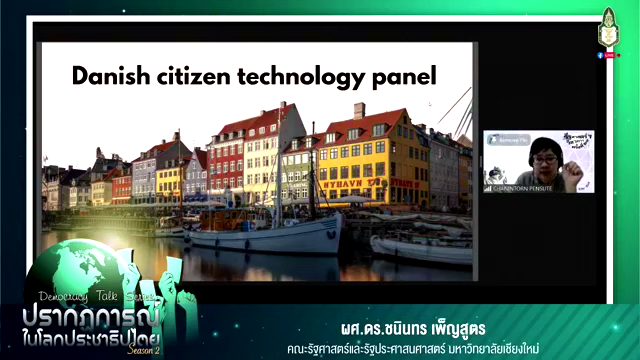 Danish citizen technology panel
NYHAVN 17
CHANINTORN PENSUTE
LIVE
Democracy Talk Series
ปรากฏการณ์
ในโลกประชาธิปไตย
Season 2
ผศ.ดร.ชนินทร เพ็ญสูตร
คณะรัฐศาสตร์และรัฐประศาสนศาสตร์ มหาวิทยาลัยเชียงใหม่